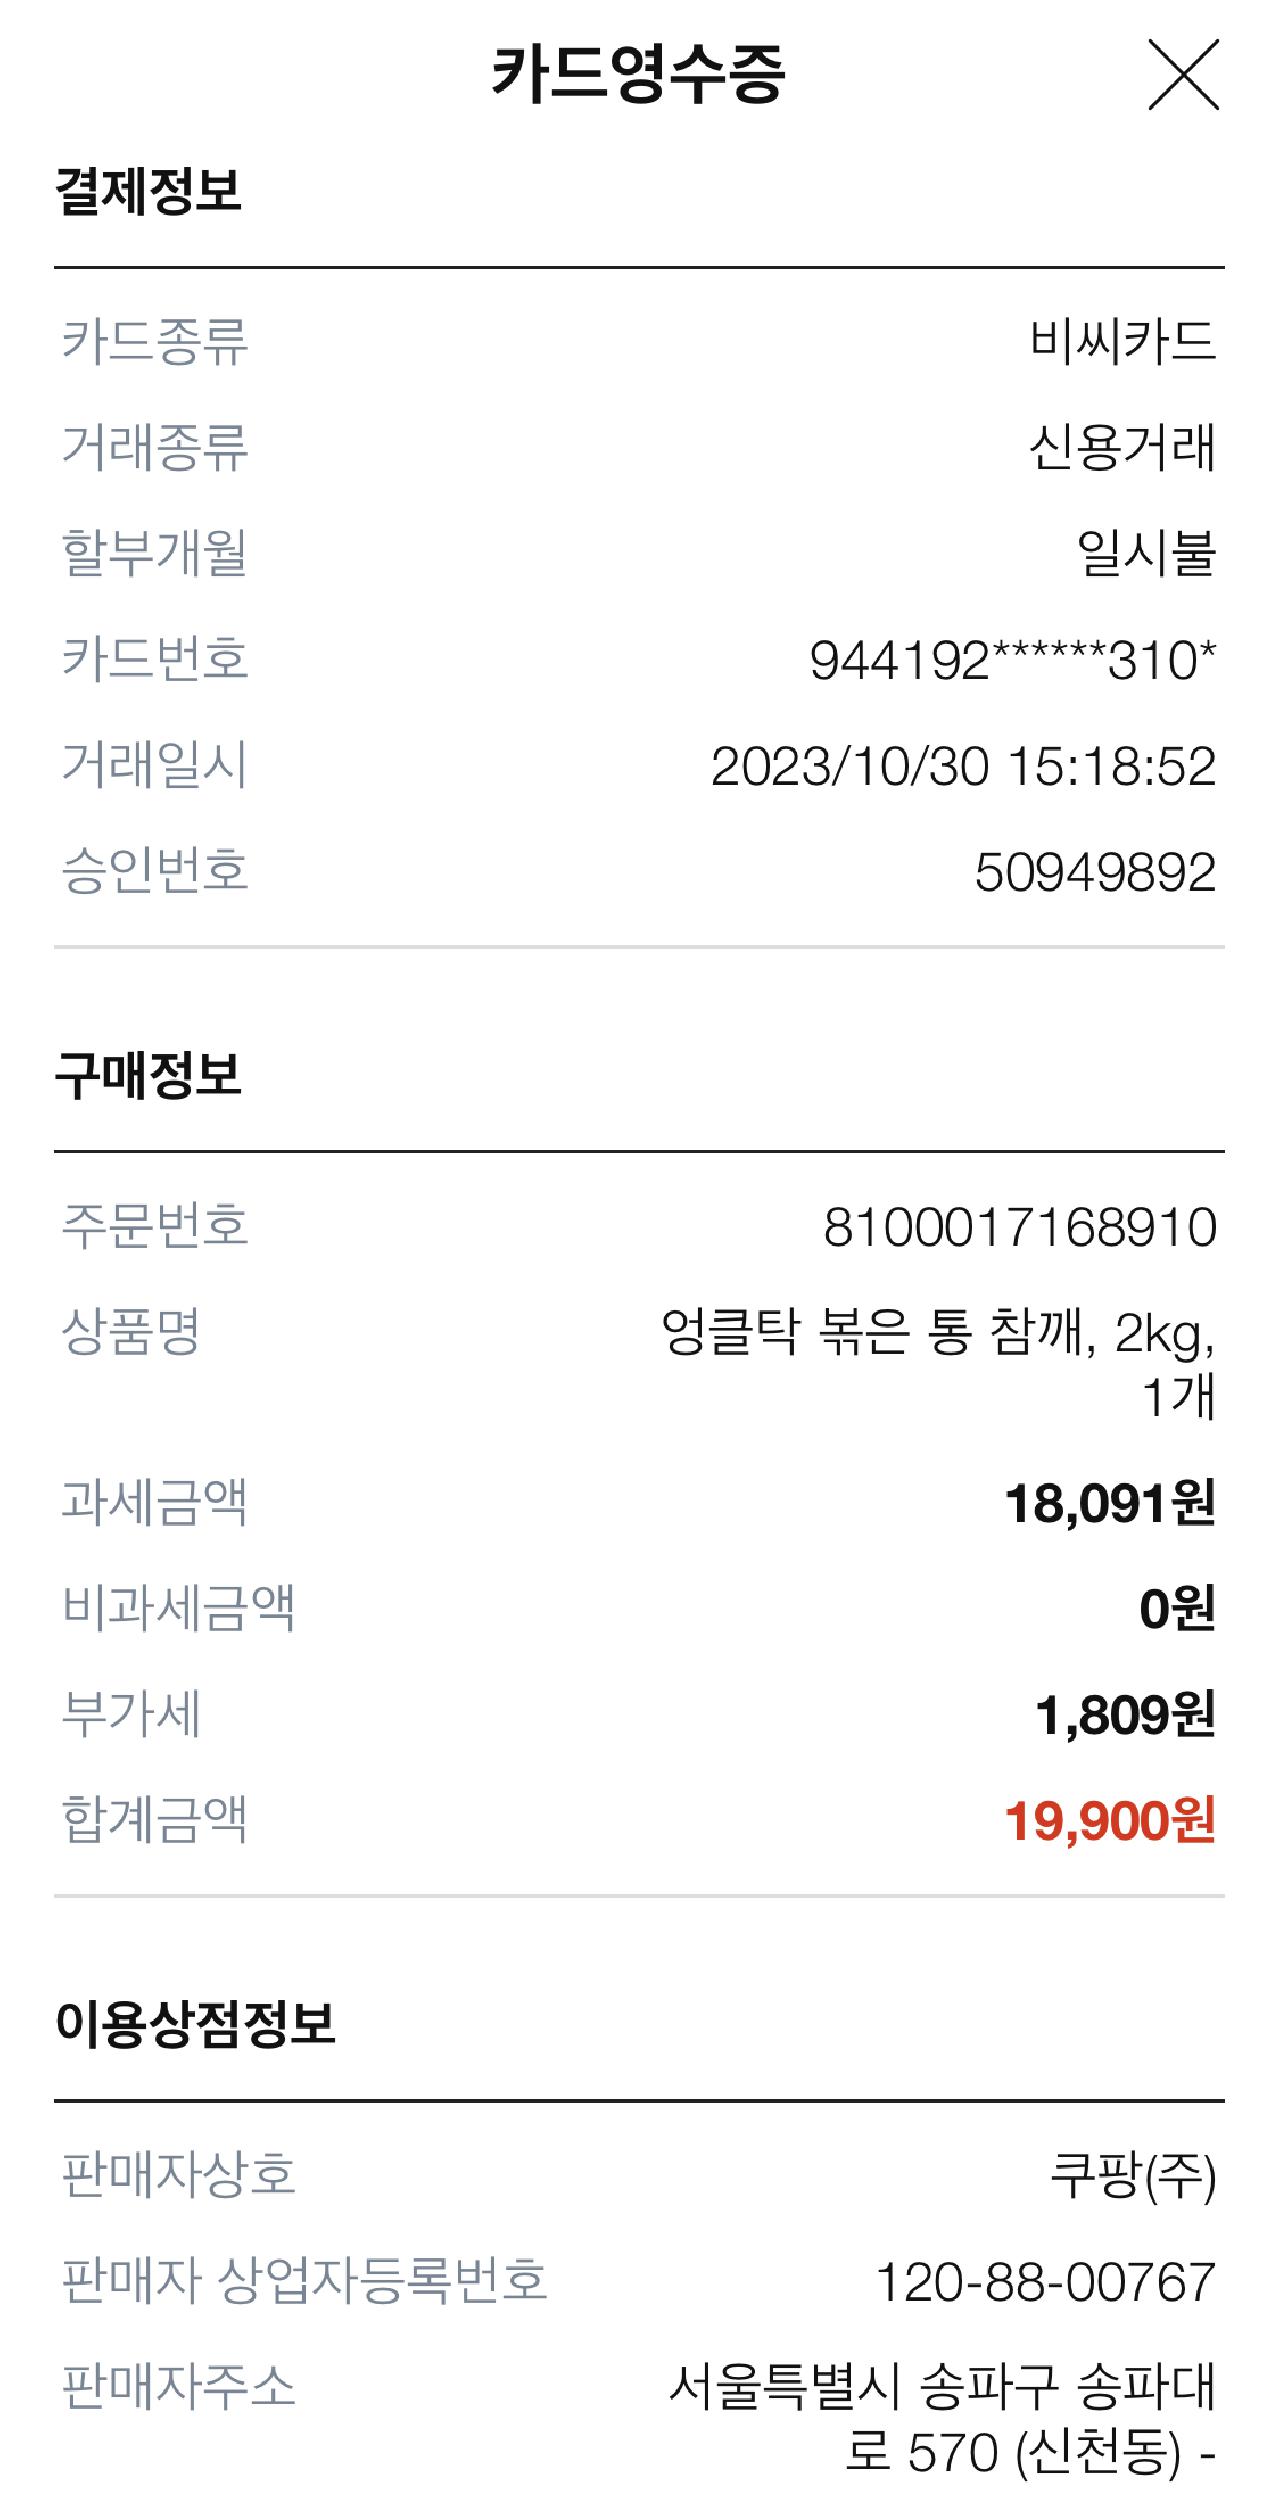 카드영수증
결제정보
카드종류 비씨카드
거래종류 신용거래
할부개월 일시불
카드번호 944192******310*
거래일시 2023/10/30 15:18:52
승인번호 50949892
구매정보
주문번호 8100017168910
상품명 엉클탁 볶은 통 참깨, 2kg,
1개
과세금액 18,091원
비과세금액 0원
부가세 1,809원
합계금액 19,900원
이용상점정보
판매자상호 쿠팡(주)
판매자 상업자등록번호 120-88-00767
판매자주소 서울특별시 송파구 송파대
로 570 (신천동) -